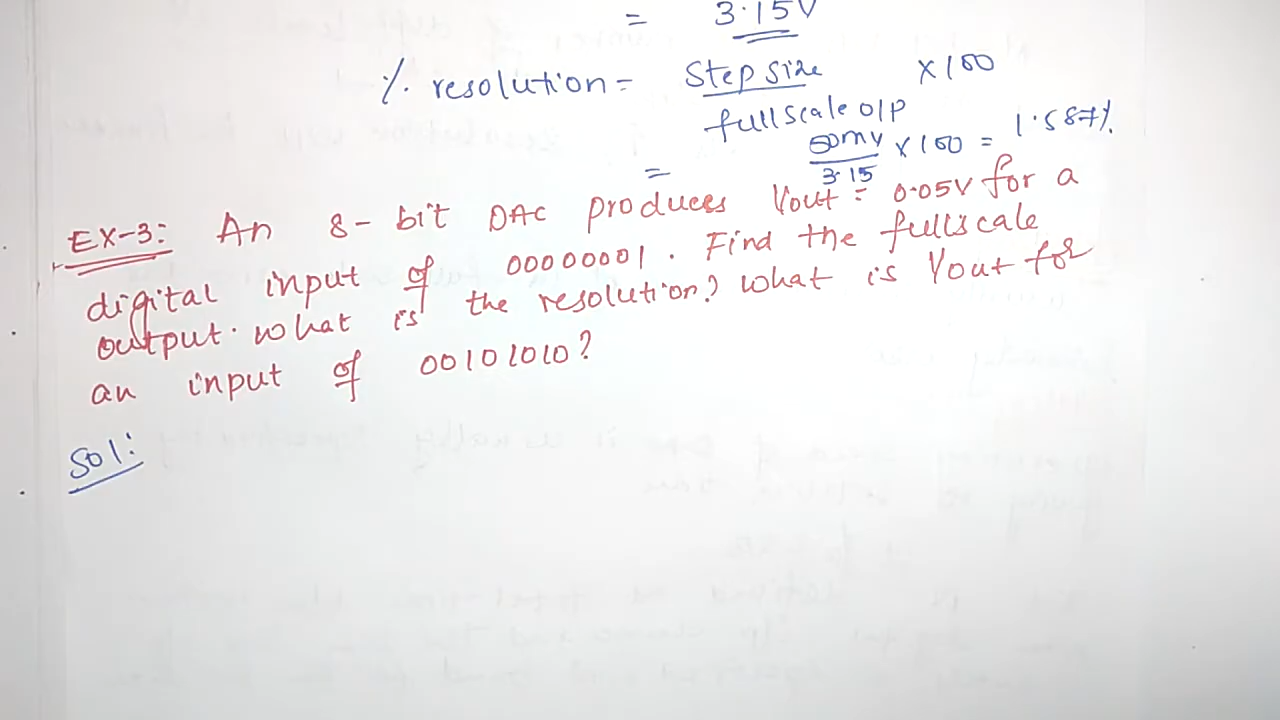 = 3.15V
% resolution = Step size × 100
fullscale o/p
= 50mV/3.15 × 100 = 1.587%
EX-3: An 8-bit DAC produces Vout = 0.05V for a
digital input of 00000001. Find the fullscale
output. what is the resolution? what is Vout for
an input of 00101010?
Sol: